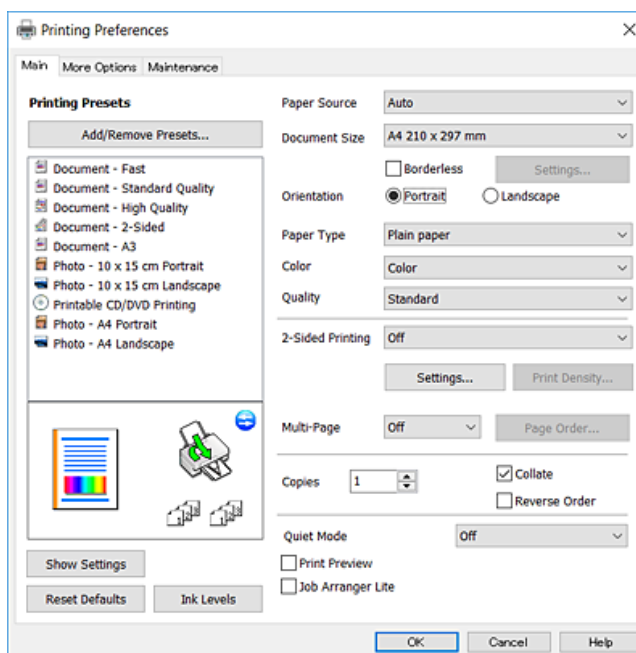 Printing Preferences
Main More Options Maintenance
Printing Presets
Add/Remove Presets...
Document - Fast
Document - Standard Quality
Document - High Quality
Document - 2-Sided
Document - A3
Photo - 10 x 15 cm Portrait
Photo - 10 x 15 cm Landscape
Printable CD/DVD Printing
Photo - A4 Portrait
Photo - A4 Landscape
Show Settings
Reset Defaults Ink Levels
Paper Source Auto
Document Size A4 210 x 297 mm
Borderless Settings...
Orientation Portrait Landscape
Paper Type Plain paper
Color Color
Quality Standard
2-Sided Printing Off
Settings... Print Density...
Multi-Page Off Page Order...
Copies 1 Collate
Reverse Order
Quiet Mode Off
Print Preview
Job Arranger Lite
OK Cancel Help